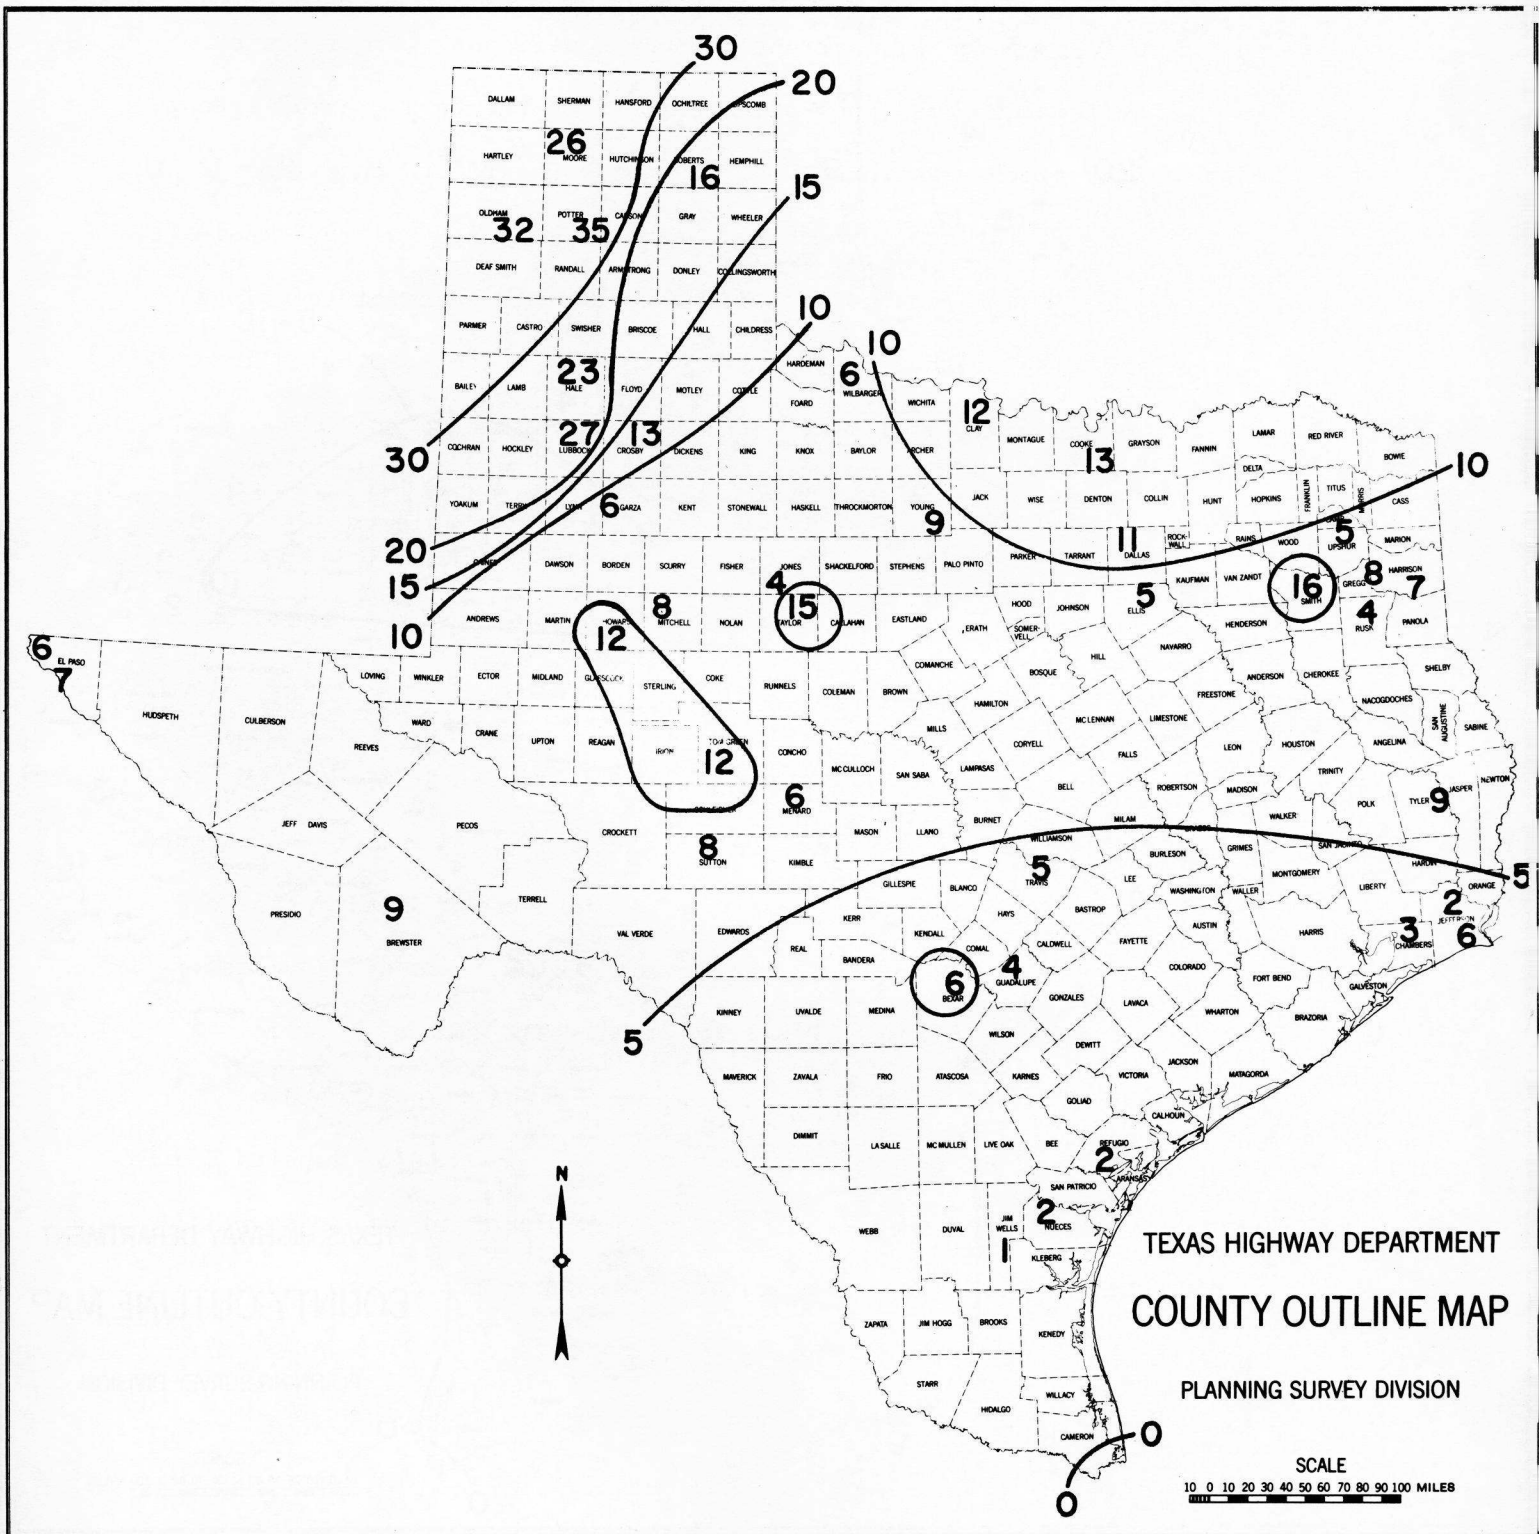 30
20
DALLAM SHERMAN HANSFORD OCHILTREE
26
HARTLEY MOORE HUTCHINSON ROBERTS HEMPHILL
16
15
OLDHAM POTTER CARSON GRAY WHEELER
32 35
DEAF SMITH RANDALL ARMSTRONG DONLEY COLLINGSWORTH
10
PARMER CASTRO SWISHER BRISCOE HALL CHILDRESS
10
HARDEMAN
23 6
BAILEY LAMB HALE FLOYD MOTLEY COTTLE FOARD WILBARGER WICHITA
12
CLAY
27 13
COCHRAN HOCKLEY LUBBOCK CROSBY DICKENS KING KNOX BAYLOR ARCHER MONTAGUE COOKE GRAYSON FANNIN LAMAR RED RIVER BOWIE
30
13
10
DELTA
YOAKUM TERRY LYNN GARZA KENT STONEWALL HASKELL THROCKMORTON YOUNG JACK WISE DENTON COLLIN HUNT HOPKINS FRANKLIN TITUS MORRIS CASS
6 9
20
11 5
GAINES DAWSON BORDEN SCURRY FISHER JONES SHACKELFORD STEPHENS PALO PINTO PARKER TARRANT DALLAS ROCK-
WALL RAINS WOOD UPSHUR MARION
15
4 15 5 16 8 7
KAUFMAN VAN ZANDT SMITH GREGG HARRISON
8 4
10
12
ANDREWS MARTIN HOWARD MITCHELL NOLAN TAYLOR CALLAHAN EASTLAND ERATH HOOD SOMER-
VELL JOHNSON ELLIS HENDERSON RUSK PANOLA
6
EL PASO
7
LOVING WINKLER ECTOR MIDLAND GLASSCOCK STERLING COKE RUNNELS COLEMAN BROWN COMANCHE BOSQUE HILL NAVARRO ANDERSON CHEROKEE SHELBY
HUDSPETH CULBERSON REEVES WARD CRANE UPTON REAGAN IRION TOM GREEN CONCHO MILLS HAMILTON MC LENNAN LIMESTONE FREESTONE NACOGDOCHES SAN
AUGUSTINE SABINE
12
MC CULLOCH SAN SABA LAMPASAS CORYELL FALLS LEON HOUSTON ANGELINA
BELL ROBERTSON MADISON TRINITY NEWTON
6 9
JEFF DAVIS PECOS CROCKETT SCHLEICHER MENARD MASON LLANO BURNET MILAM WALKER POLK TYLER JASPER
8
SUTTON KIMBLE WILLIAMSON BRAZOS GRIMES SAN JACINTO HARDIN
5 5
GILLESPIE BLANCO TRAVIS LEE BURLESON WASHINGTON WALLER MONTGOMERY LIBERTY ORANGE
2
PRESIDIO
9
BREWSTER TERRELL VAL VERDE EDWARDS REAL KERR BANDERA KENDALL COMAL HAYS CALDWELL BASTROP FAYETTE AUSTIN HARRIS CHAMBERS JEFFERSON
3 6
6 4
BEXAR GUADALUPE COLORADO FORT BEND GALVESTON
5
KINNEY UVALDE MEDINA WILSON GONZALES LAVACA WHARTON BRAZORIA
MAVERICK ZAVALA FRIO ATASCOSA KARNES DEWITT VICTORIA JACKSON MATAGORDA
GOLIAD CALHOUN
DIMMIT LA SALLE MC MULLEN LIVE OAK BEE REFUGIO
2
ARANSAS
SAN PATRICIO
N
2
WEBB DUVAL JIM
WELLS NUECES
1
KLEBERG
ZAPATA JIM HOGG BROOKS KENEDY
STARR HIDALGO WILLACY
CAMERON
0
0
TEXAS HIGHWAY DEPARTMENT
COUNTY OUTLINE MAP
PLANNING SURVEY DIVISION
SCALE
10 0 10 20 30 40 50 60 70 80 90 100 MILES